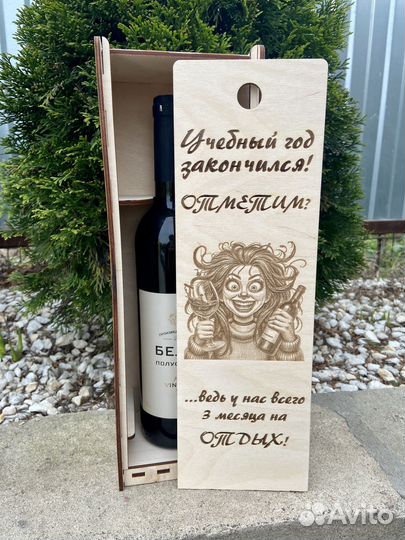 Учебный год
закончился!
ОТМЕТИМ?
...ведь у нас всего
3 месяца на
ОТДЫХ!
Avito